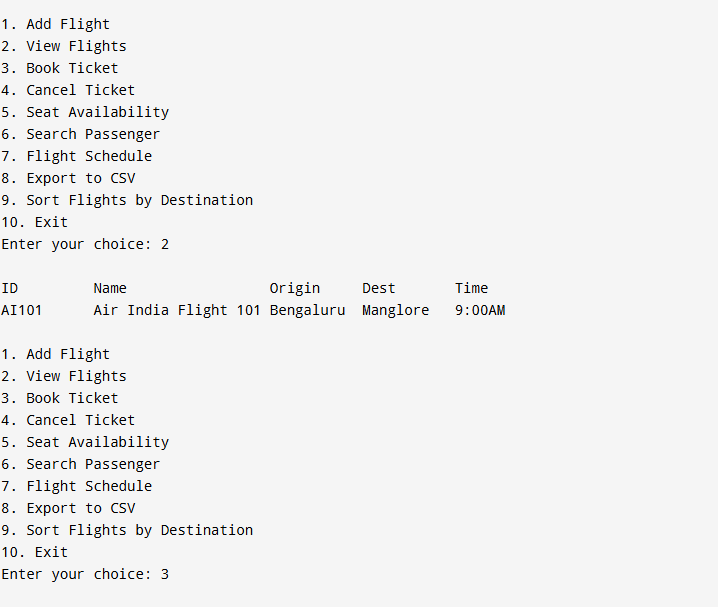 1. Add Flight
2. View Flights
3. Book Ticket
4. Cancel Ticket
5. Seat Availability
6. Search Passenger
7. Flight Schedule
8. Export to CSV
9. Sort Flights by Destination
10. Exit
Enter your choice: 2
ID Name Origin Dest Time
AI101 Air India Flight 101 Bengaluru Manglore 9:00AM
1. Add Flight
2. View Flights
3. Book Ticket
4. Cancel Ticket
5. Seat Availability
6. Search Passenger
7. Flight Schedule
8. Export to CSV
9. Sort Flights by Destination
10. Exit
Enter your choice: 3